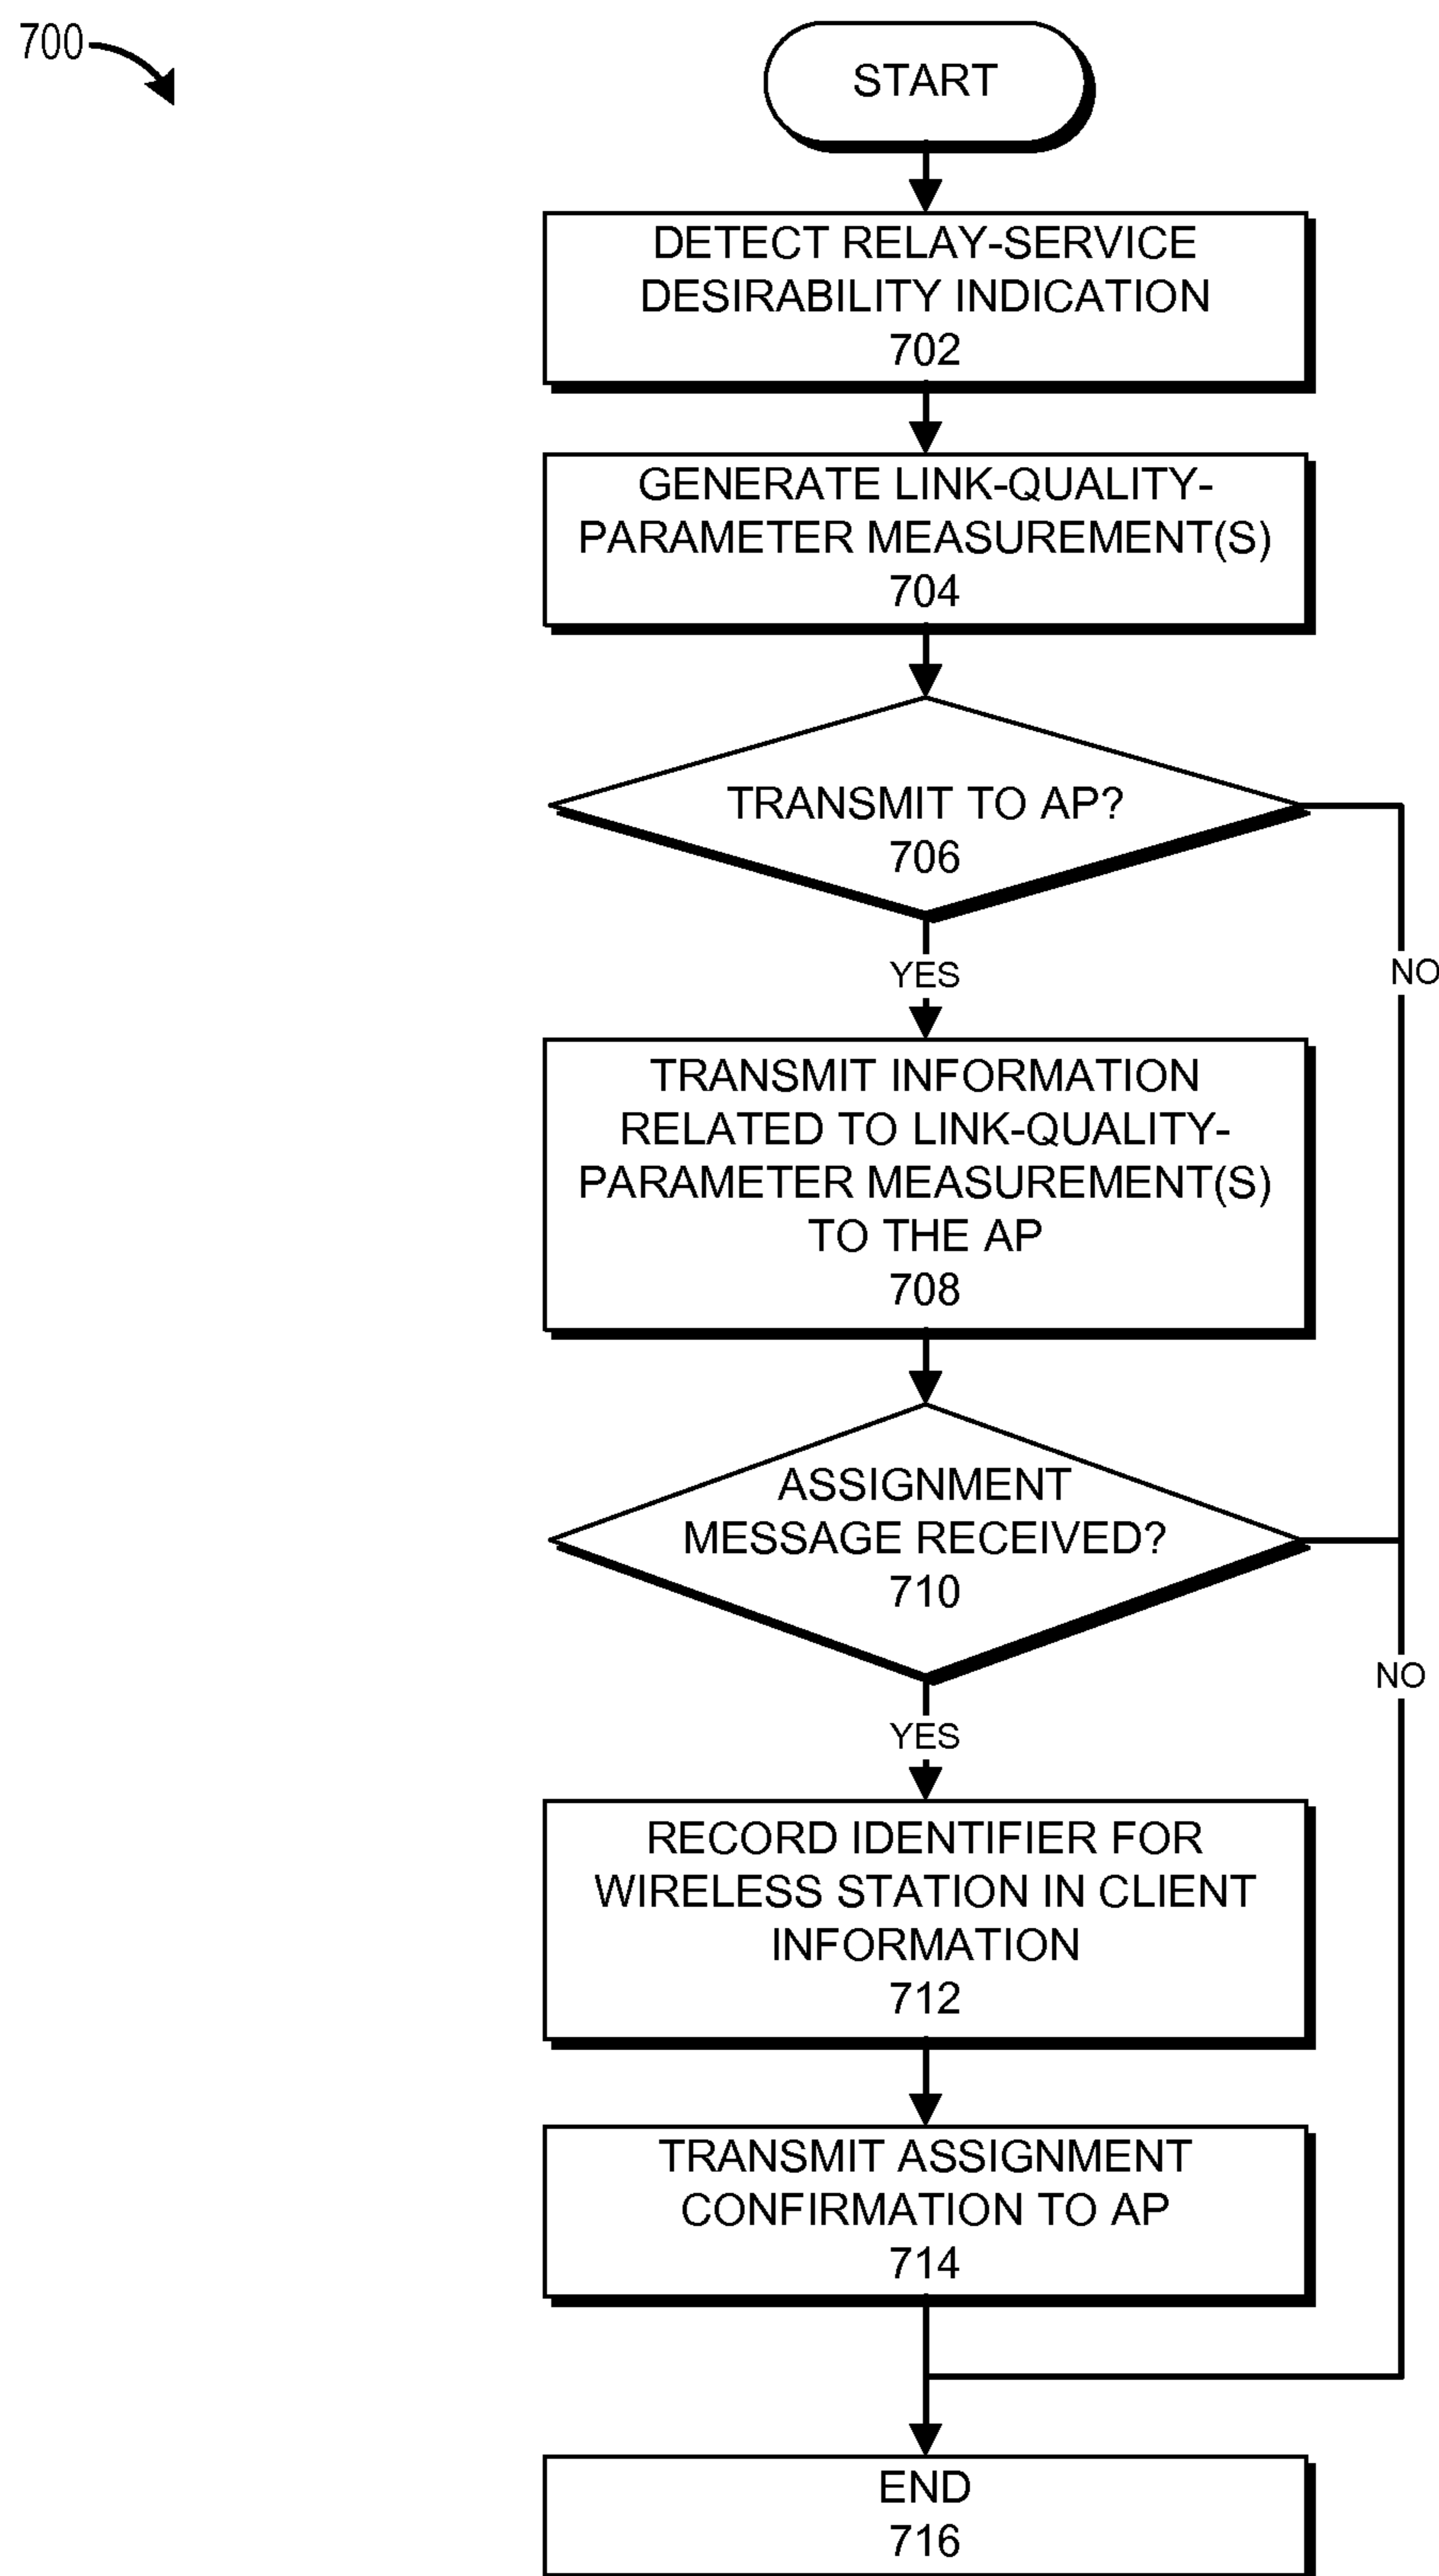 700
START
DETECT RELAY-SERVICE
DESIRABILITY INDICATION
702
GENERATE LINK-QUALITY-
PARAMETER MEASUREMENT(S)
704
TRANSMIT TO AP?
706
YES
NO
TRANSMIT INFORMATION
RELATED TO LINK-QUALITY-
PARAMETER MEASUREMENT(S)
TO THE AP
708
ASSIGNMENT
MESSAGE RECEIVED?
710
NO
YES
RECORD IDENTIFIER FOR
WIRELESS STATION IN CLIENT
INFORMATION
712
TRANSMIT ASSIGNMENT
CONFIRMATION TO AP
714
END
716